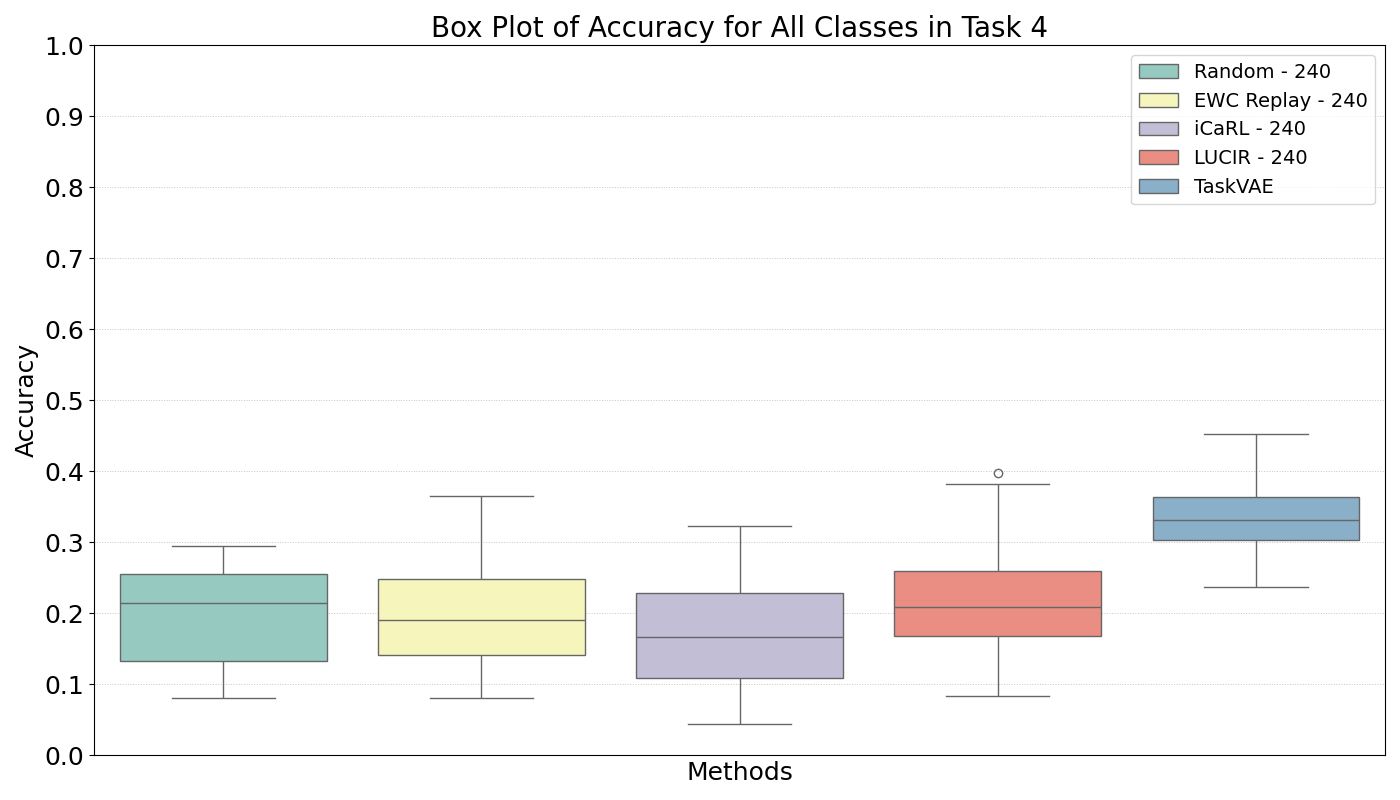 Box Plot of Accuracy for All Classes in Task 4
1.0
0.9
0.8
0.7
0.6
0.5
0.4
0.3
0.2
0.1
0.0
Accuracy
Methods
Random - 240
EWC Replay - 240
iCaRL - 240
LUCIR - 240
TaskVAE